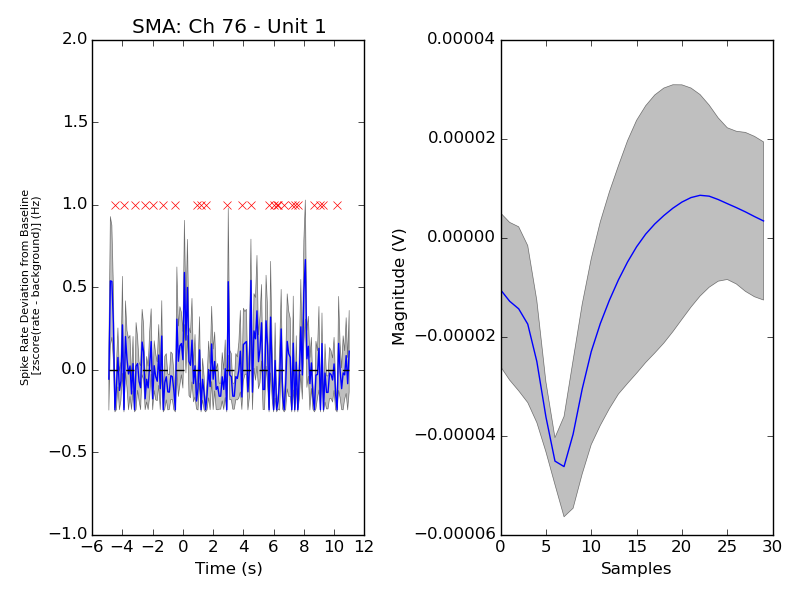 SMA: Ch 76 - Unit 1
Spike Rate Deviation from Baseline
[zscore(rate - background)] (Hz)
2.0
1.5
1.0
0.5
0.0
−0.5
−1.0
−6 −4 −2 0 2 4 6 8 10 12
Time (s)
Magnitude (V)
0.00004
0.00002
0.00000
−0.00002
−0.00004
−0.00006
0 5 10 15 20 25 30
Samples